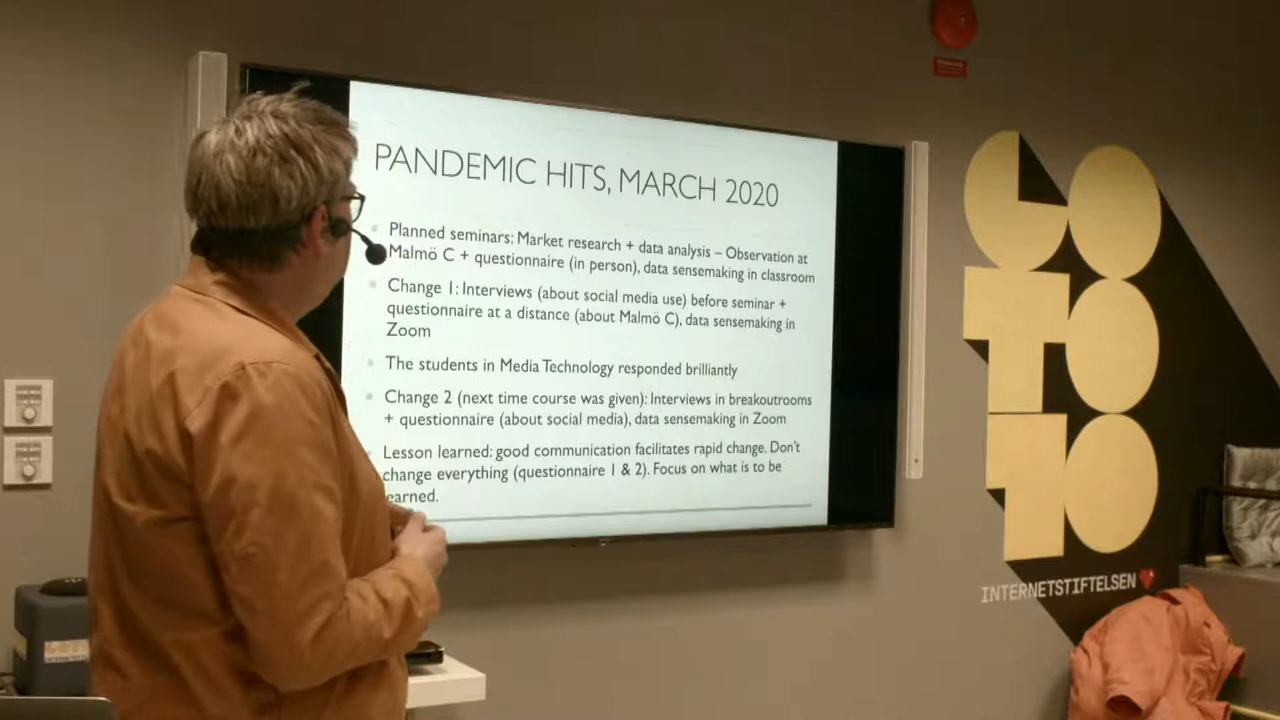 PANDEMIC HITS, MARCH 2020
Planned seminars: Market research + data analysis – Observation at
Malmö C + questionnaire (in person), data sensemaking in classroom
Change 1: Interviews (about social media use) before seminar +
questionnaire at a distance (about Malmö C), data sensemaking in
Zoom
The students in Media Technology responded brilliantly
Change 2 (next time course was given): Interviews in breakoutrooms
+ questionnaire (about social media), data sensemaking in Zoom
Lesson learned: good communication facilitates rapid change. Don't
change everything (questionnaire 1 & 2). Focus on what is to be
earned.
GOTO 10
INTERNETSTIFTELSEN
INTERNETSTIFTELSEN